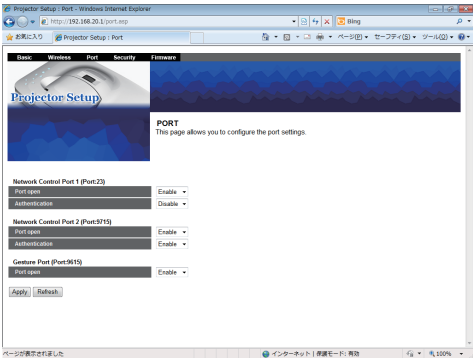 Projector Setup : Port - Windows Internet Explorer
http://192.168.20.1/port.esp
Bing
お気に入り
Projector Setup : Port
ページ(P) セーフティ(S) ツール(O)
Basic Wireless Port Security Firmware
Projector Setup
PORT
This page allows you to configure the port settings.
Network Control Port 1 (Port:23)
Port open Enable
Authentication Disable
Network Control Port 2 (Port:9715)
Port open Enable
Authentication Enable
Gesture Port (Port:9615)
Port open Enable
Apply Refresh
ページが表示されました インターネット | 保護モード: 有効 100%